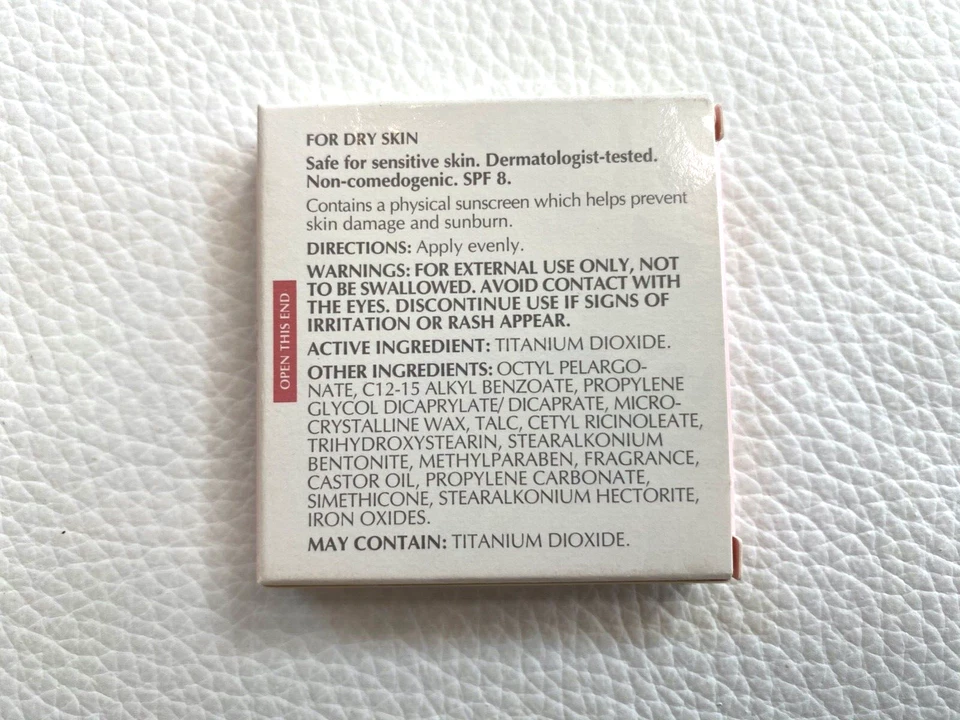 FOR DRY SKIN
Safe for sensitive skin. Dermatologist-tested.
Non-comedogenic. SPF 8.
Contains a physical sunscreen which helps prevent
skin damage and sunburn.
DIRECTIONS: Apply evenly.
WARNINGS: FOR EXTERNAL USE ONLY, NOT
TO BE SWALLOWED. AVOID CONTACT WITH
THE EYES. DISCONTINUE USE IF SIGNS OF
IRRITATION OR RASH APPEAR.
ACTIVE INGREDIENT: TITANIUM DIOXIDE.
OTHER INGREDIENTS: OCTYL PELARGO-
NATE, C12-15 ALKYL BENZOATE, PROPYLENE
GLYCOL DICAPRYLATE/ DICAPRATE, MICRO-
CRYSTALLINE WAX, TALC, CETYL RICINOLEATE,
TRIHYDROXYSTEARIN, STEARALKONIUM
BENTONITE, METHYLPARABEN, FRAGRANCE,
CASTOR OIL, PROPYLENE CARBONATE,
SIMETHICONE, STEARALKONIUM HECTORITE,
IRON OXIDES.
MAY CONTAIN: TITANIUM DIOXIDE.
OPEN THIS END